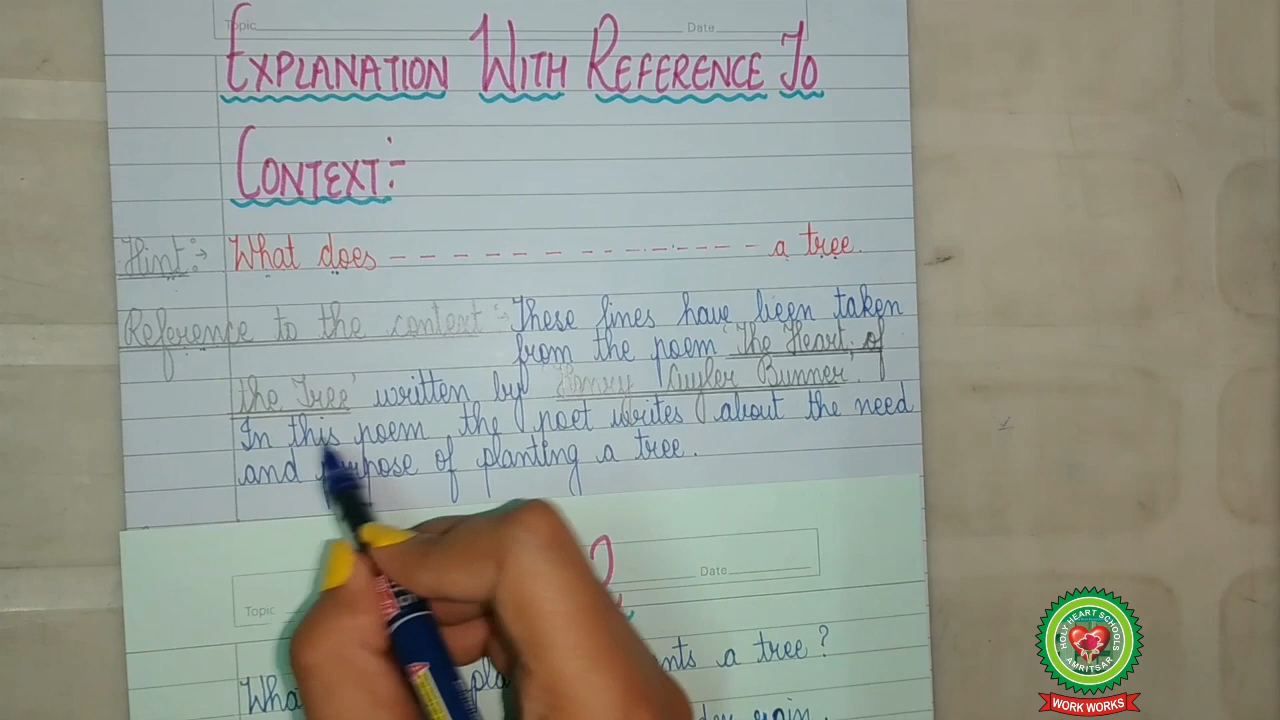 Topic Date
EXPLANATION WITH REFERENCE TO
CONTEXT:-
Hint:→ What does - - - - - - - - - - - - - - a tree.
Reference to the context :- These lines have been taken
from the poem 'The Heart of
the Tree' written by 'Henry Cuyler Bunner'.
In this poem the poet writes about the need
and purpose of planting a tree.
Topic Date
a tree?
HOLY HEART SCHOOLS
AMRITSAR
WORK WORKS